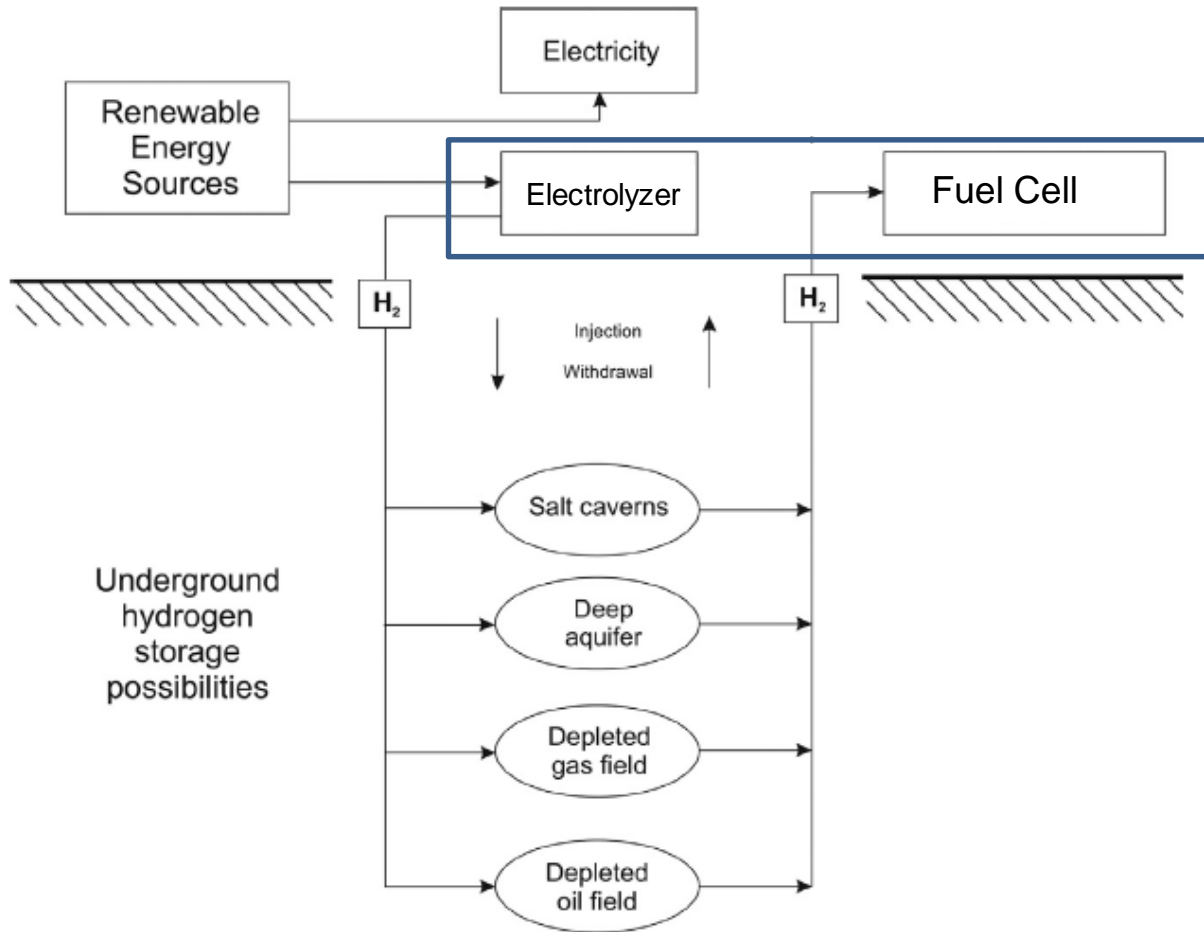 Electricity
Renewable
Energy
Sources
Electrolyzer
Fuel Cell
H₂
H₂
Injection
Withdrawal
Salt caverns
Underground
hydrogen
storage
possibilities
Deep
aquifer
Depleted
gas field
Depleted
oil field